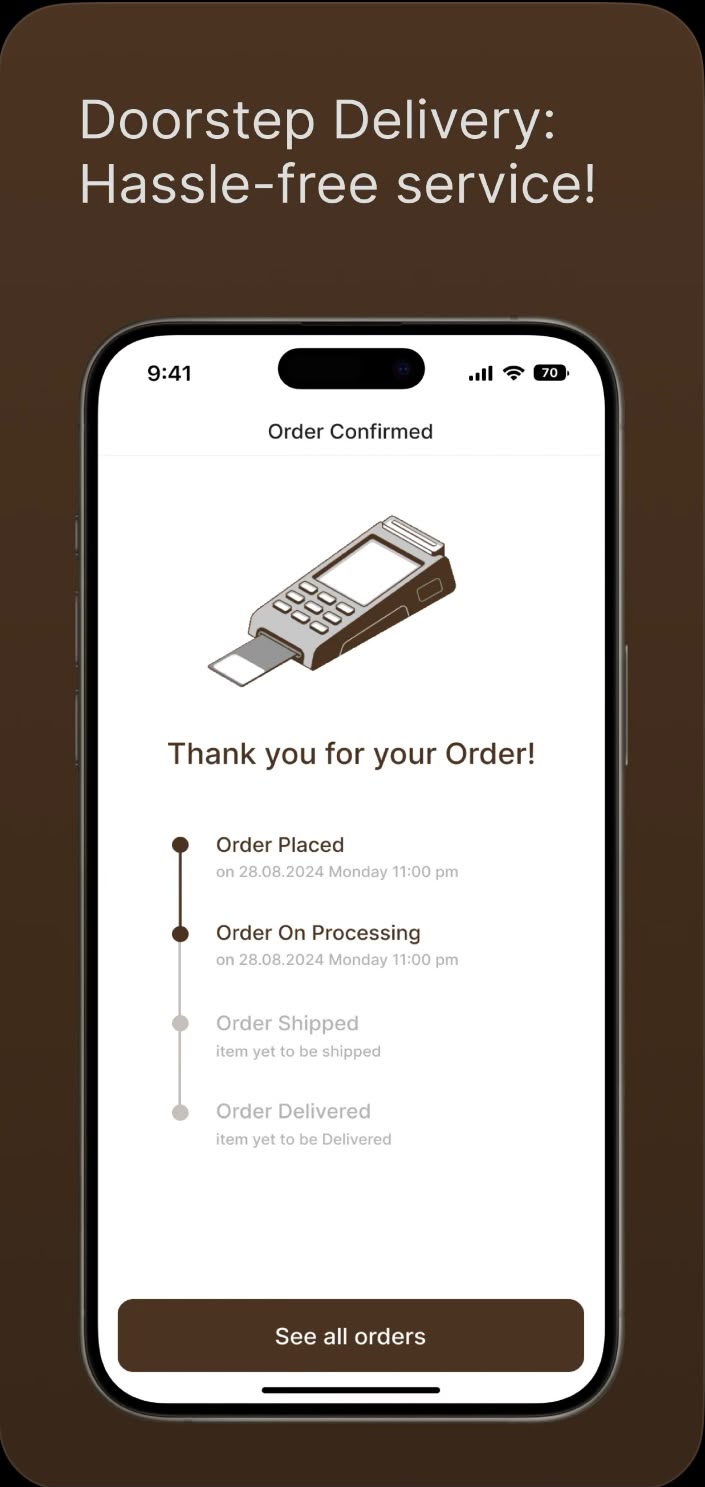 Doorstep Delivery:
Hassle-free service!
9:41
70
Order Confirmed
Thank you for your Order!
Order Placed
on 28.08.2024 Monday 11:00 pm
Order On Processing
on 28.08.2024 Monday 11:00 pm
Order Shipped
item yet to be shipped
Order Delivered
item yet to be Delivered
See all orders